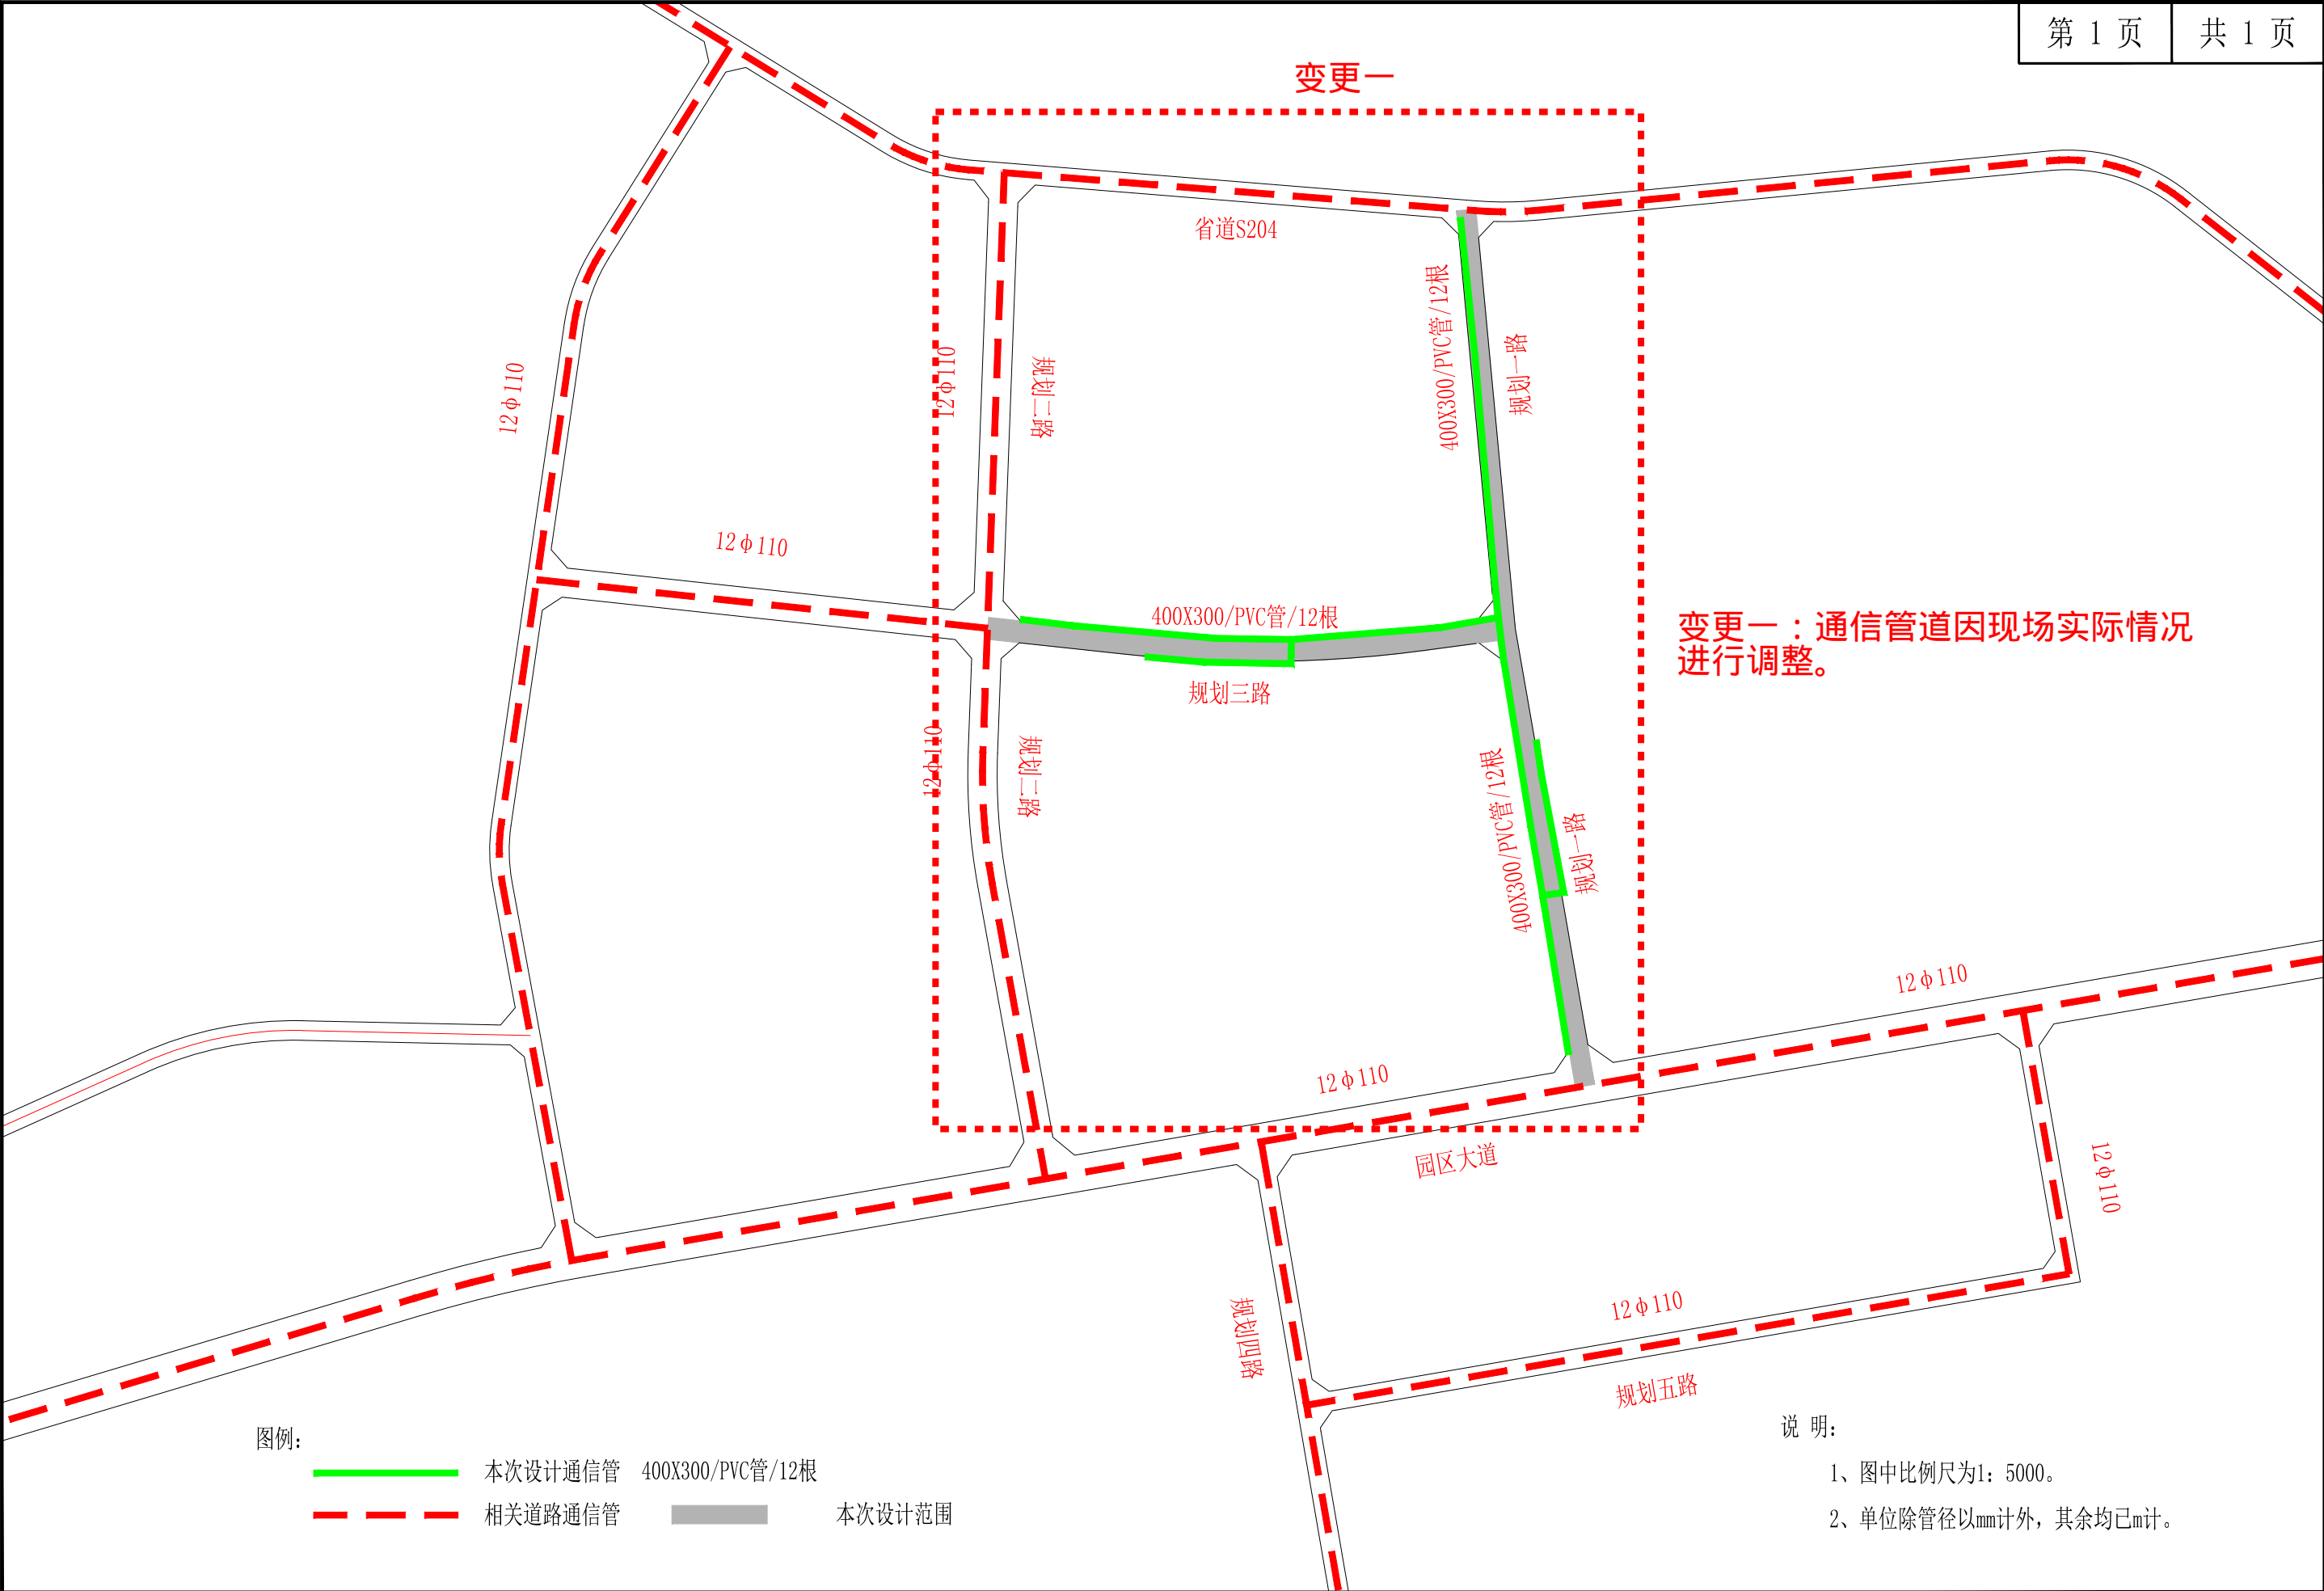 第 1 页
共 1 页
变更一
省道S204
400X300/PVC管/12根
规划一路
12φ110
12φ110
规划二路
12φ110
400X300/PVC管/12根
规划三路
变更一：通信管道因现场实际情况
进行调整。
12φ110
规划二路
400X300/PVC管/12根
规划一路
12φ110
12φ110
园区大道
12φ110
规划四路
12φ110
规划五路
图例:
本次设计通信管 400X300/PVC管/12根
相关道路通信管
本次设计范围
说 明:
1、图中比例尺为1: 5000。
2、单位除管径以mm计外，其余均已m计。